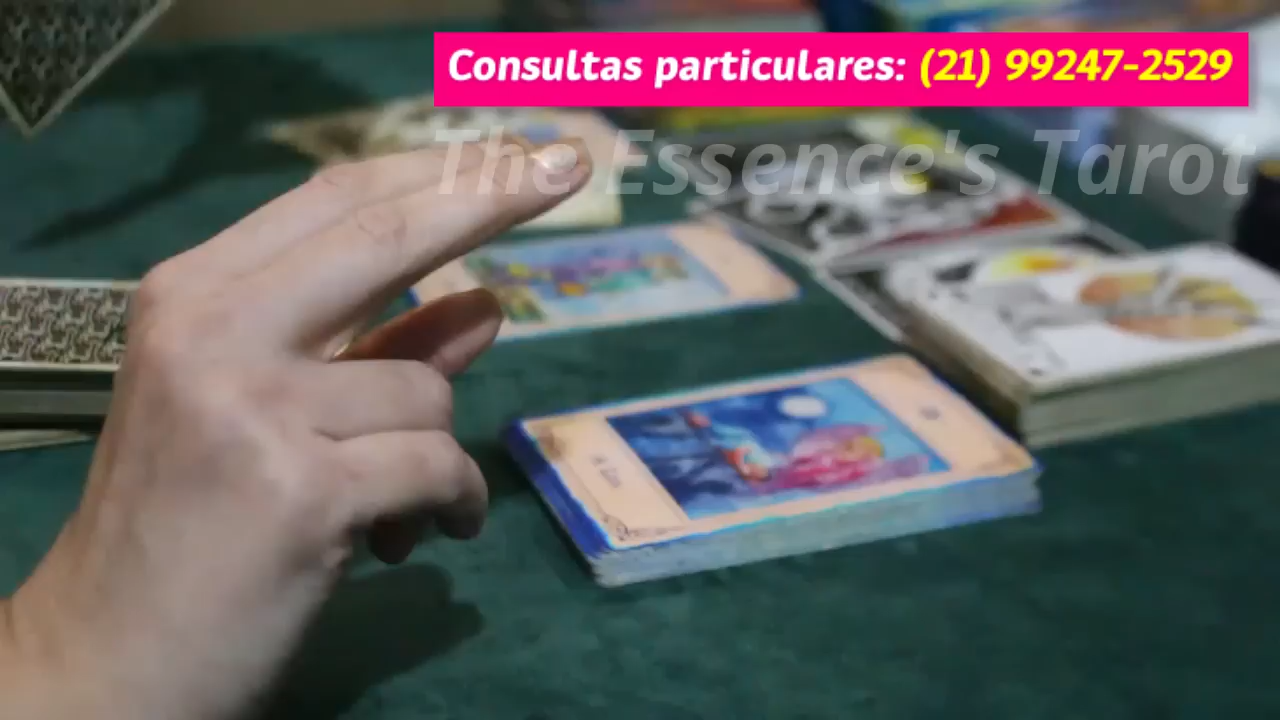 Consultas particulares: (21) 99247-2529
The Essence's Tarot